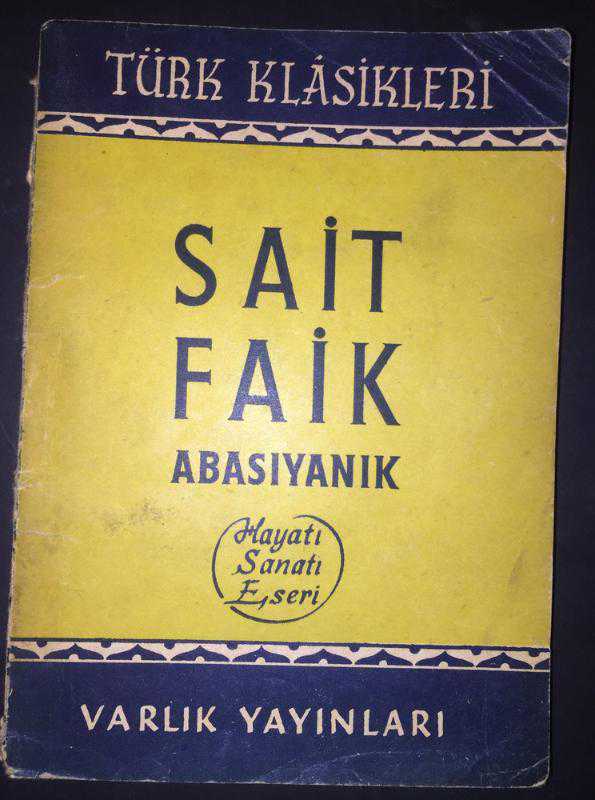 TÜRK KLÂSİKLERİ
SAİT
FAİK
ABASIYANIK
Hayatı
Sanatı
Eseri
VARLIK YAYINLARI